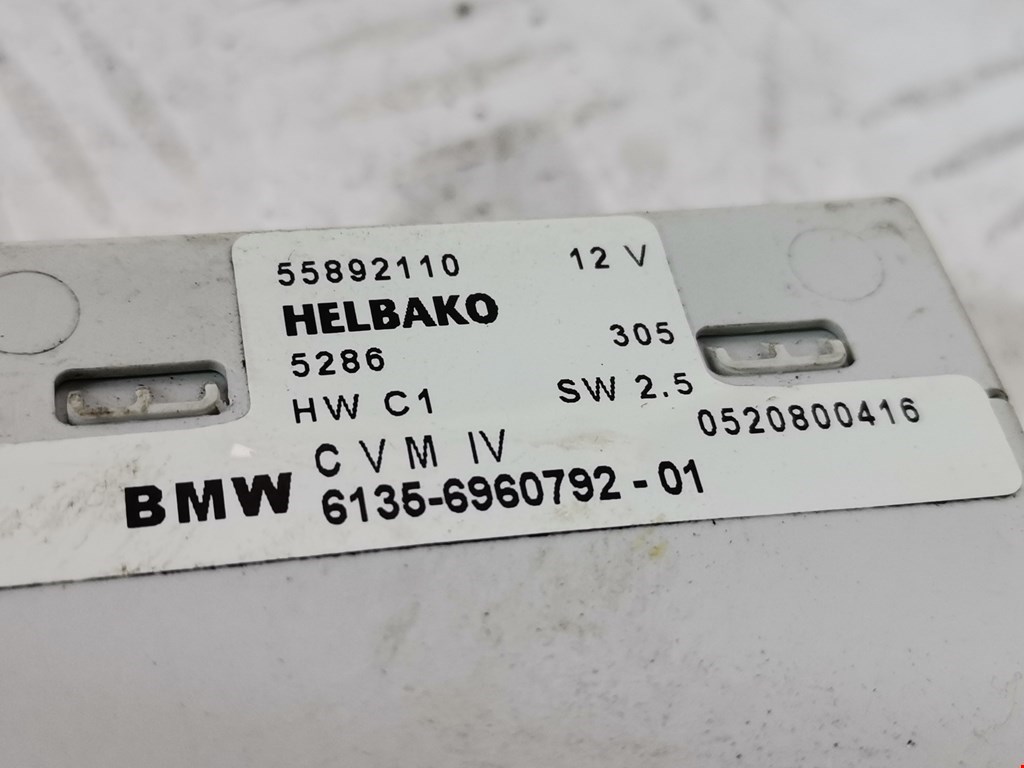 55892110 12 V
HELBAKO
5286 305
HW C1 SW 2.5
0520800416
C V M IV
BMW 6135-6960792-01